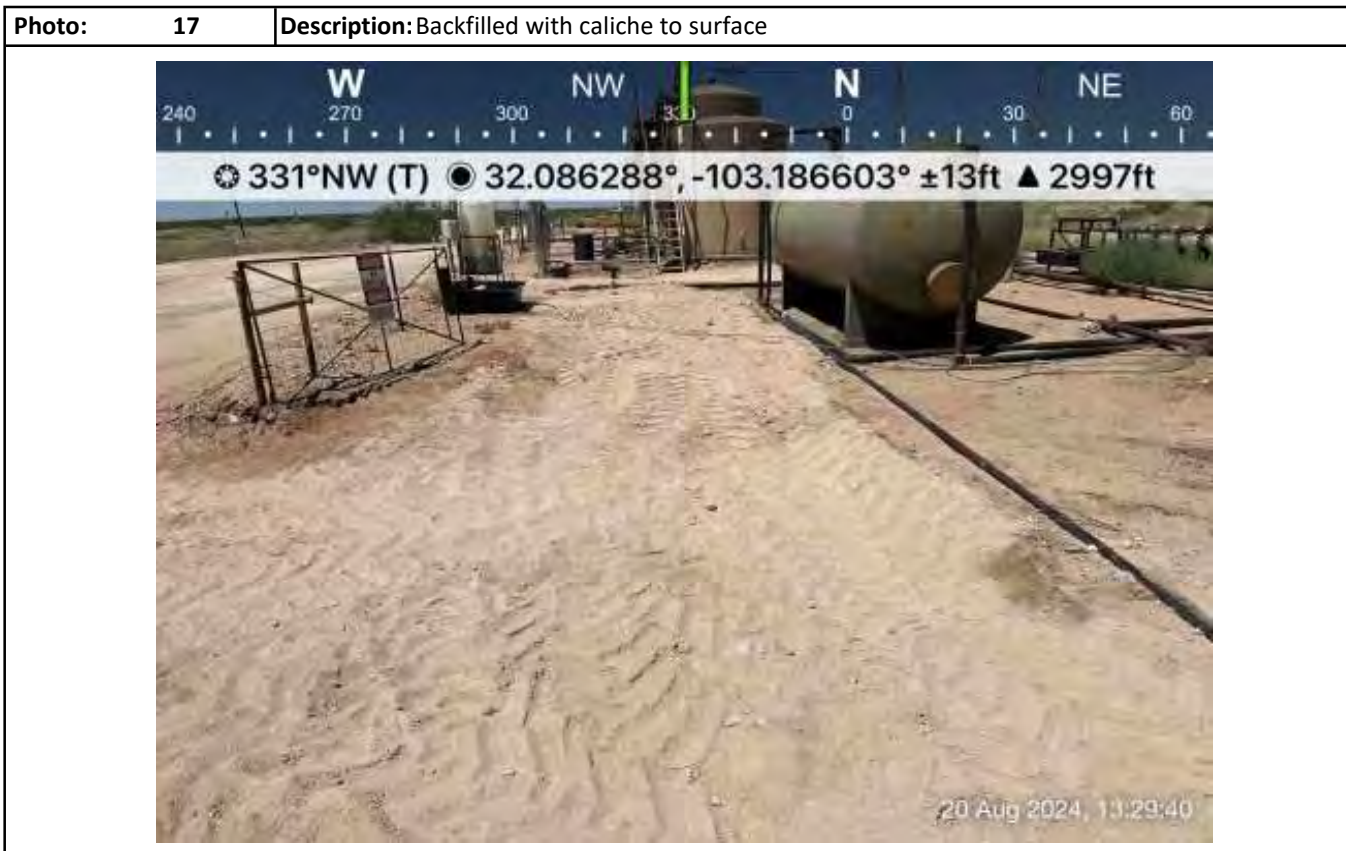 Photo: 17 Description: Backfilled with caliche to surface
W NW N NE
240 270 300 330 0 30 60
331°NW (T) 32.086288°, -103.186603° ±13ft ▲ 2997ft
20 Aug 2024, 13:29:40